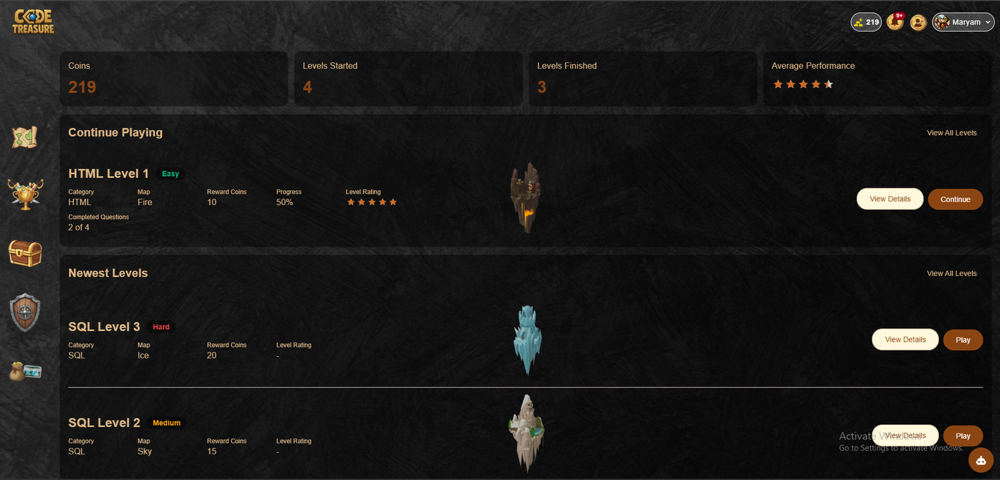 CODE
TREASURE
219
9+
Maryam
Coins
219
Levels Started
4
Levels Finished
3
Average Performance
Continue Playing
View All Levels
HTML Level 1 Easy
Category Map Reward Coins Progress Level Rating
HTML Fire 10 50%
Completed Questions
2 of 4
View Details Continue
Newest Levels
View All Levels
SQL Level 3 Hard
Category Map Reward Coins Level Rating
SQL Ice 20 -
View Details Play
SQL Level 2 Medium
Category Map Reward Coins Level Rating
SQL Sky 15 -
View Details Play
Activate Windows
Go to Settings to activate Windows.